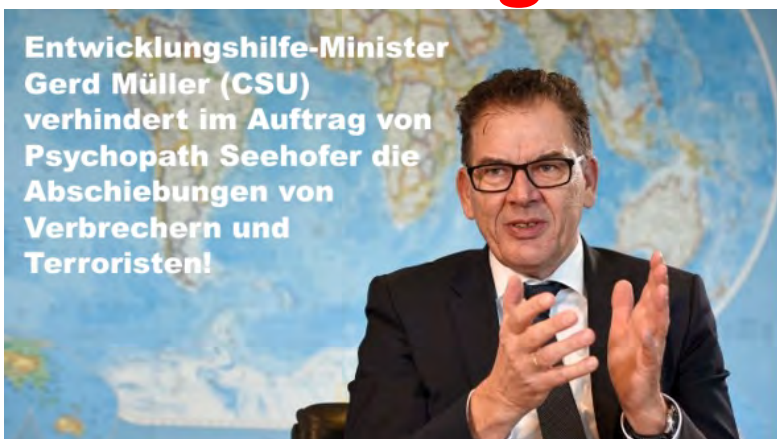 Entwicklungshilfe-Minister
Gerd Müller (CSU)
verhindert im Auftrag von
Psychopath Seehofer die
Abschiebungen von
Verbrechern und
Terroristen!